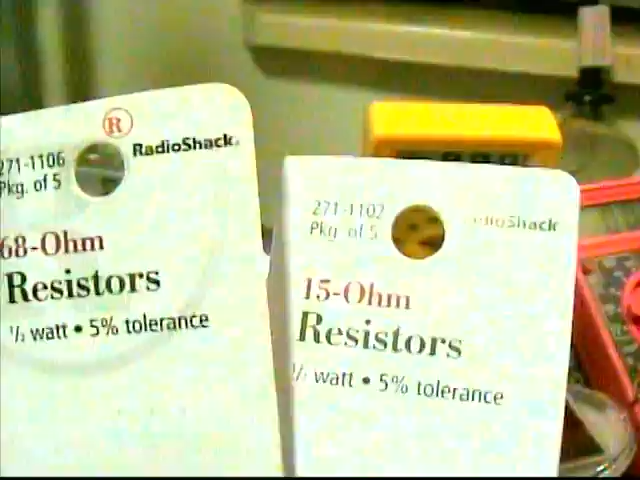 271-1106
Pkg. of 5
R
RadioShack.
68-Ohm
Resistors
½ watt • 5% tolerance
271-1102
Pkg. of 5
RadioShack
15-Ohm
Resistors
½ watt • 5% tolerance